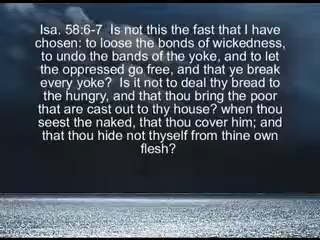 Isa. 58:6-7 Is not this the fast that I have
chosen: to loose the bonds of wickedness,
to undo the bands of the yoke, and to let
the oppressed go free, and that ye break
every yoke? Is it not to deal thy bread to
the hungry, and that thou bring the poor
that are cast out to thy house? when thou
seest the naked, that thou cover him; and
that thou hide not thyself from thine own
flesh?